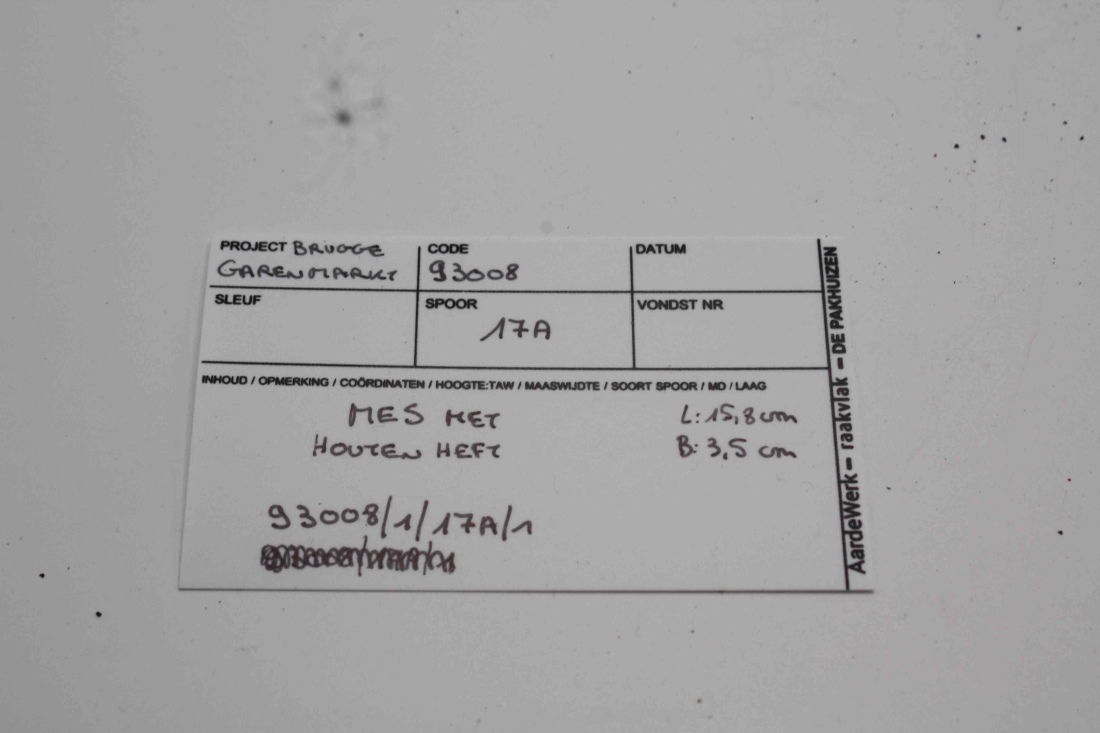 PROJECT BRUGGE
GARENMARKT
CODE
93008
DATUM
SLEUF
SPOOR
17A
VONDST NR
INHOUD / OPMERKING / COÖRDINATEN / HOOGTE:TAW / MAASWIJDTE / SOORT SPOOR / MD / LAAG
MES MET
HOUTEN HEFT
L: 15,8 cm
B: 3,5 cm
93008/1/17A/1
AardeWerk – raakvlak – DE PAKHUIZEN